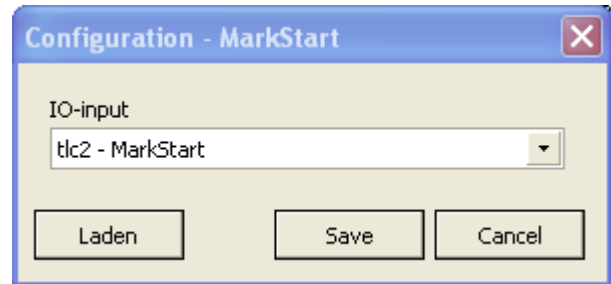 Configuration - MarkStart
IO-input
tlc2 - MarkStart
Laden Save Cancel